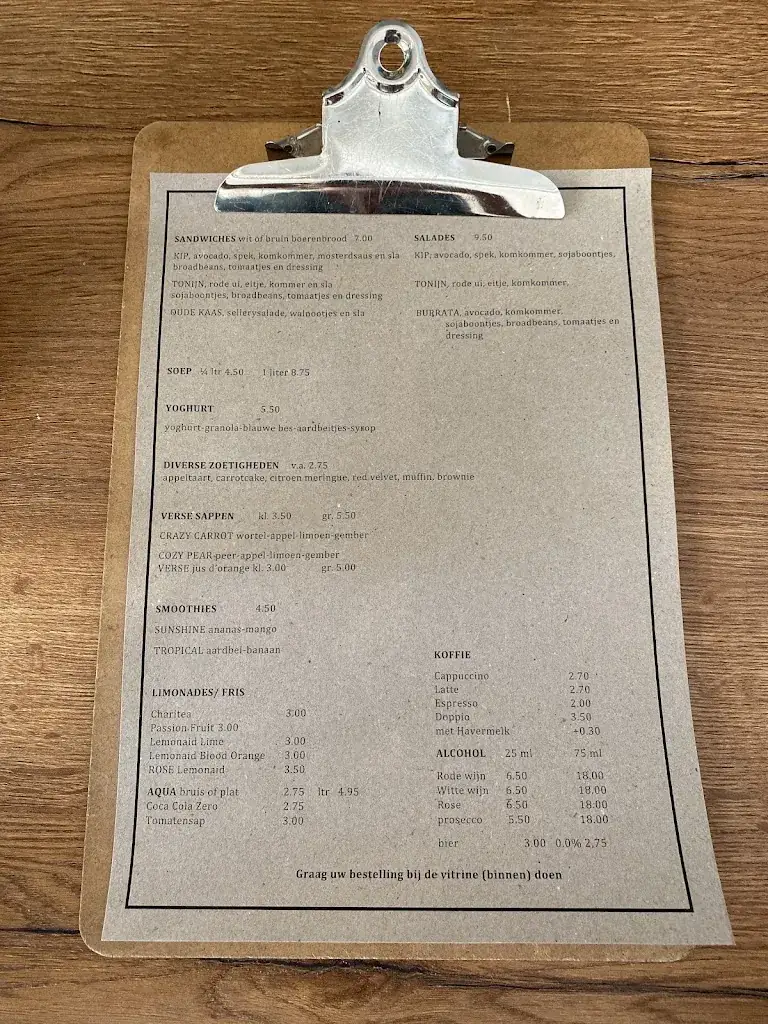 SANDWICHES wit of bruin boerenbrood 7.00
KIP, avocado, spek, komkommer, mosterdsaus en sla
broadbeans, tomaatjes en dressing
TONIJN, rode ui, eitje, kommer en sla
sojaboontjes, broadbeans, tomaatjes en dressing
OUDE KAAS, sellerysalade, walnootjes en sla
SALADES 9.50
KIP, avocado, spek, komkommer, sojaboontjes,
TONIJN, rode ui, eitje, komkommer,
BURRATA, avocado, komkommer,
sojaboontjes, broadbeans, tomaatjes en
dressing
SOEP ¼ ltr 4.50 1 liter 8.75
YOGHURT 5.50
yoghurt-granola-blauwe bes-aardbeitjes-syrop
DIVERSE ZOETIGHEDEN v.a. 2.75
appeltaart, carrotcake, citroen meringue, red velvet, muffin, brownie
VERSE SAPPEN kl. 3.50 gr. 5.50
CRAZY CARROT wortel-appel-limoen-gember
COZY PEAR peer-appel-limoen-gember
VERSE jus d'orange kl. 3.00 gr. 5.00
SMOOTHIES 4.50
SUNSHINE ananas-mango
TROPICAL aardbei-banaan
LIMONADES/ FRIS
Charitea 3.00
Passion Fruit 3.00
Lemonaid Lime 3.00
Lemonaid Blood Orange 3.00
ROSE Lemonaid 3.50
AQUA bruis of plat 2.75 ltr 4.95
Coca Cola Zero 2.75
Tomatensap 3.00
KOFFIE
Cappuccino 2.70
Latte 2.70
Espresso 2.00
Doppio 3.50
met Havermelk +0.30
ALCOHOL 25 ml 75 ml
Rode wijn 6.50 18.00
Witte wijn 6.50 18.00
Rose 6.50 18.00
prosecco 5.50 18.00
bier 3.00 0.0% 2.75
Graag uw bestelling bij de vitrine (binnen) doen